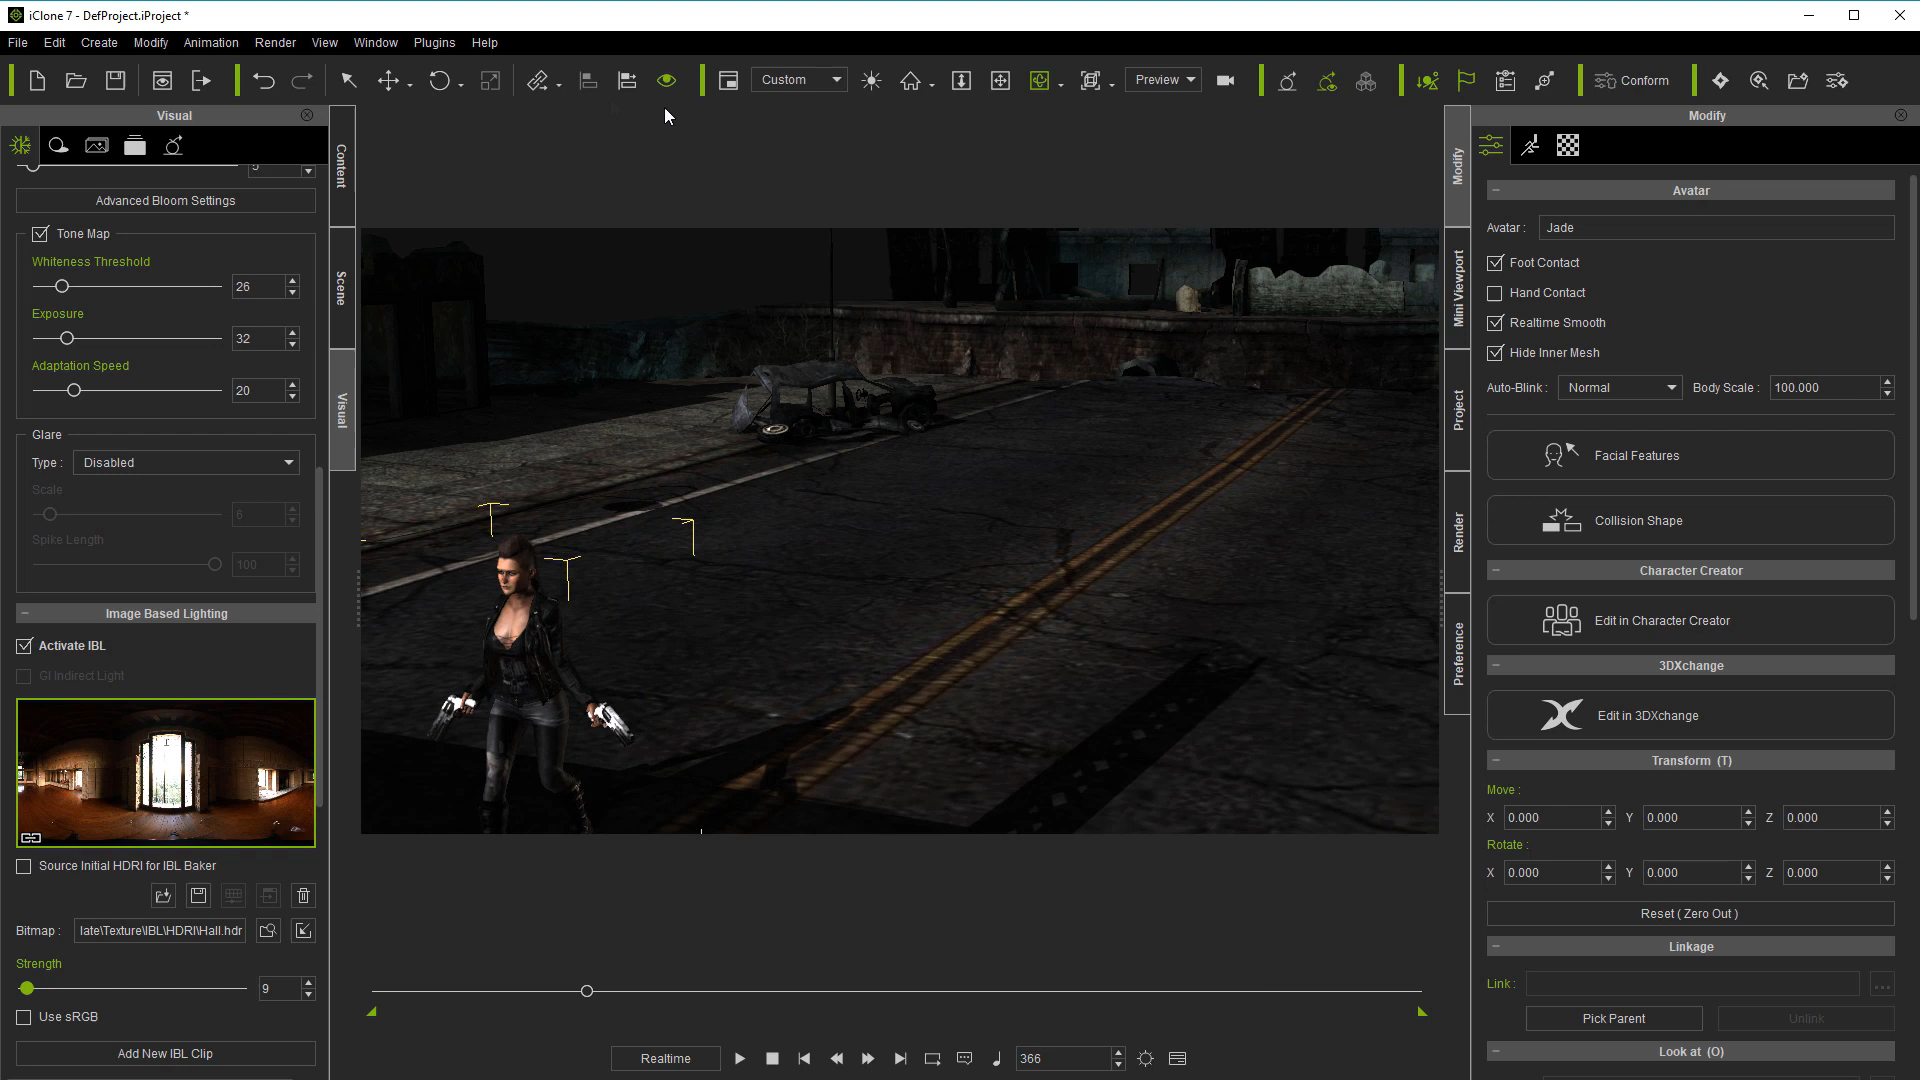 iClone 7 - DefProject.iProject *
File Edit Create Modify Animation Render View Window Plugins Help
Custom Preview Conform
Visual
5
Advanced Bloom Settings
Tone Map
Whiteness Threshold
26
Exposure
32
Adaptation Speed
20
Glare
Type : Disabled
Scale
6
Spike Length
100
Image Based Lighting
Activate IBL
GI Indirect Light
Source Initial HDRI for IBL Baker
Bitmap : late\Texture\IBL\HDRI\Hall.hdr
Strength
9
Use sRGB
Add New IBL Clip
Content
Scene
Visual
Realtime 366
Modify
Mini Viewport
Project
Render
Preference
Modify
Avatar
Avatar : Jade
Foot Contact
Hand Contact
Realtime Smooth
Hide Inner Mesh
Auto-Blink : Normal Body Scale : 100.000
Facial Features
Collision Shape
Character Creator
Edit in Character Creator
3DXchange
Edit in 3DXchange
Transform (T)
Move :
X 0.000 Y 0.000 Z 0.000
Rotate :
X 0.000 Y 0.000 Z 0.000
Reset ( Zero Out )
Linkage
Link : ...
Pick Parent Unlink
Look at (O)